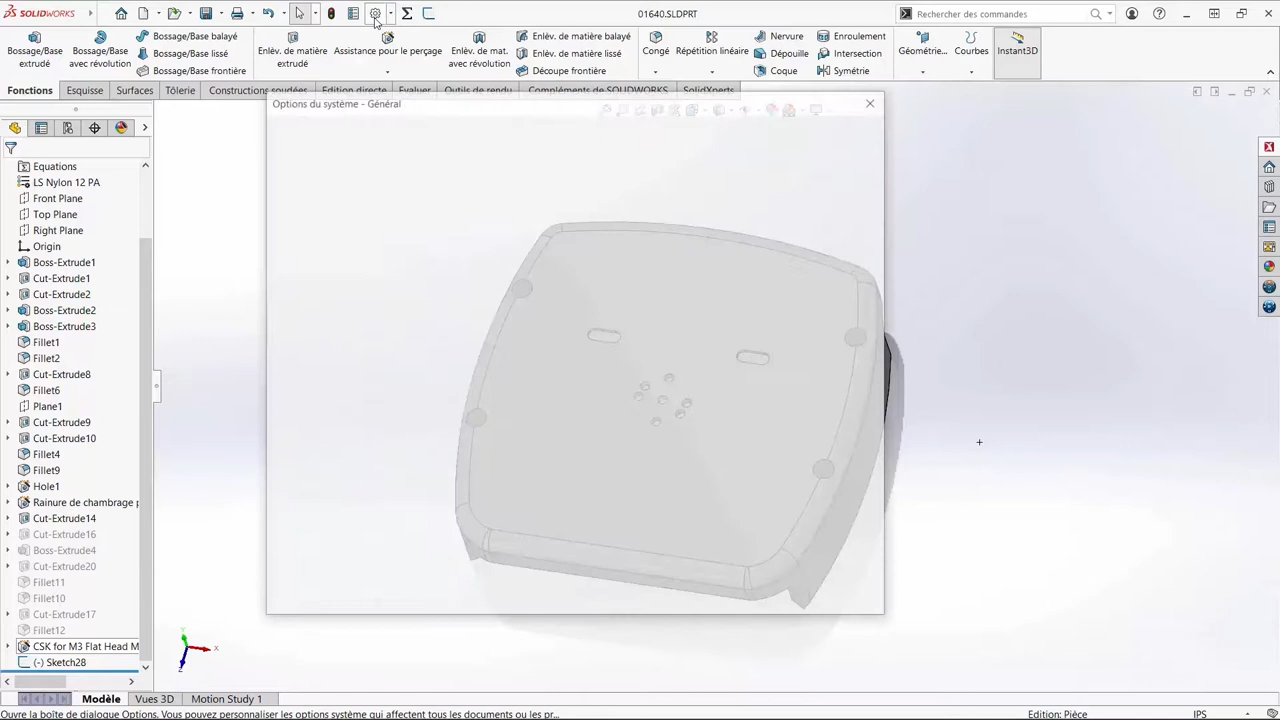 SOLIDWORKS
01640.SLDPRT
Rechercher des commandes
Bossage/Base extrudé
Bossage/Base avec révolution
Bossage/Base balayé
Bossage/Base lissé
Bossage/Base frontière
Enlèv. de matière extrudé
Assistance pour le perçage
Enlèv. de mat. avec révolution
Enlèv. de matière balayé
Enlèv. de matière lissé
Découpe frontière
Congé
Répétition linéaire
Nervure
Dépouille
Coque
Enroulement
Intersection
Symétrie
Géométrie...
Courbes
Instant3D
Fonctions
Esquisse
Surfaces
Tôlerie
Constructions soudées
Edition directe
Evaluer
Outils de rendu
Compléments de SOLIDWORKS
SolidXperts
Options du système - Général
Equations
LS Nylon 12 PA
Front Plane
Top Plane
Right Plane
Origin
Boss-Extrude1
Cut-Extrude1
Cut-Extrude2
Boss-Extrude2
Boss-Extrude3
Fillet1
Fillet2
Cut-Extrude8
Fillet6
Plane1
Cut-Extrude9
Cut-Extrude10
Fillet4
Fillet9
Hole1
Rainure de chambrage p
Cut-Extrude14
Cut-Extrude16
Boss-Extrude4
Cut-Extrude20
Fillet11
Fillet10
Cut-Extrude17
Fillet12
CSK for M3 Flat Head M
(-) Sketch28
Y
X
Z
Modèle
Vues 3D
Motion Study 1
Ouvre la boîte de dialogue Options. Vous pouvez personnaliser les options système qui affectent tous les documents ou les pr...
Edition: Pièce
IPS